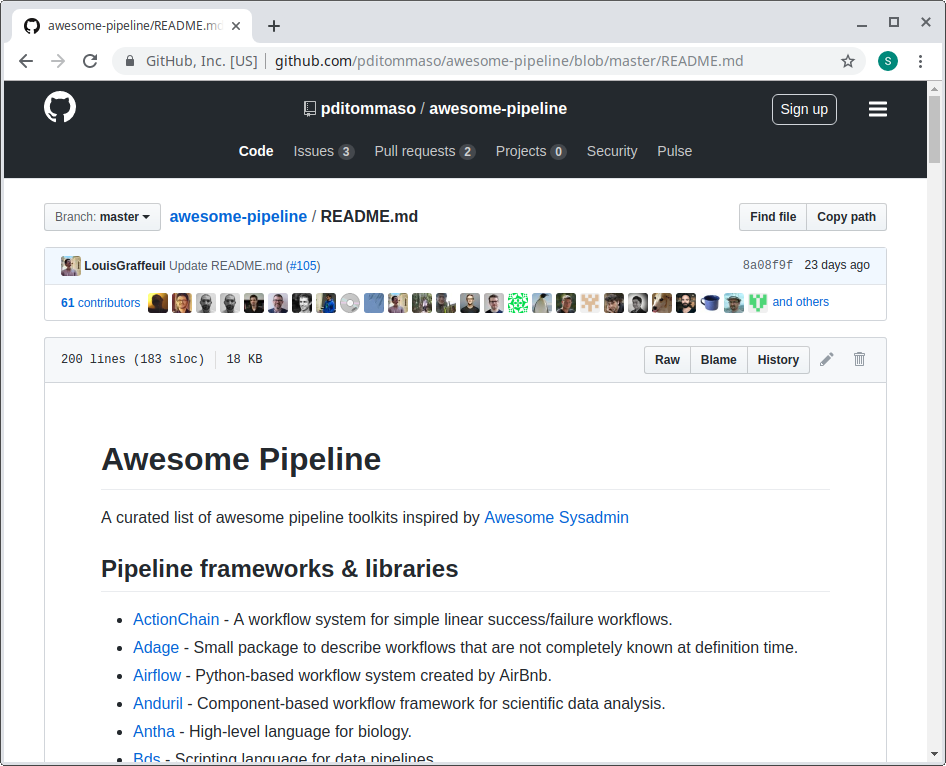 awesome-pipeline/README.md
GitHub, Inc. [US] | github.com/pditommaso/awesome-pipeline/blob/master/README.md
S
pditommaso / awesome-pipeline
Sign up
Code Issues 3 Pull requests 2 Projects 0 Security Pulse
Branch: master awesome-pipeline / README.md Find file Copy path
LouisGraffeuil Update README.md (#105) 8a08f9f 23 days ago
61 contributors and others
200 lines (183 sloc) 18 KB Raw Blame History
Awesome Pipeline
A curated list of awesome pipeline toolkits inspired by Awesome Sysadmin
Pipeline frameworks & libraries
• ActionChain - A workflow system for simple linear success/failure workflows.
• Adage - Small package to describe workflows that are not completely known at definition time.
• Airflow - Python-based workflow system created by AirBnb.
• Anduril - Component-based workflow framework for scientific data analysis.
• Antha - High-level language for biology.
• Bds - Scripting language for data pipelines.